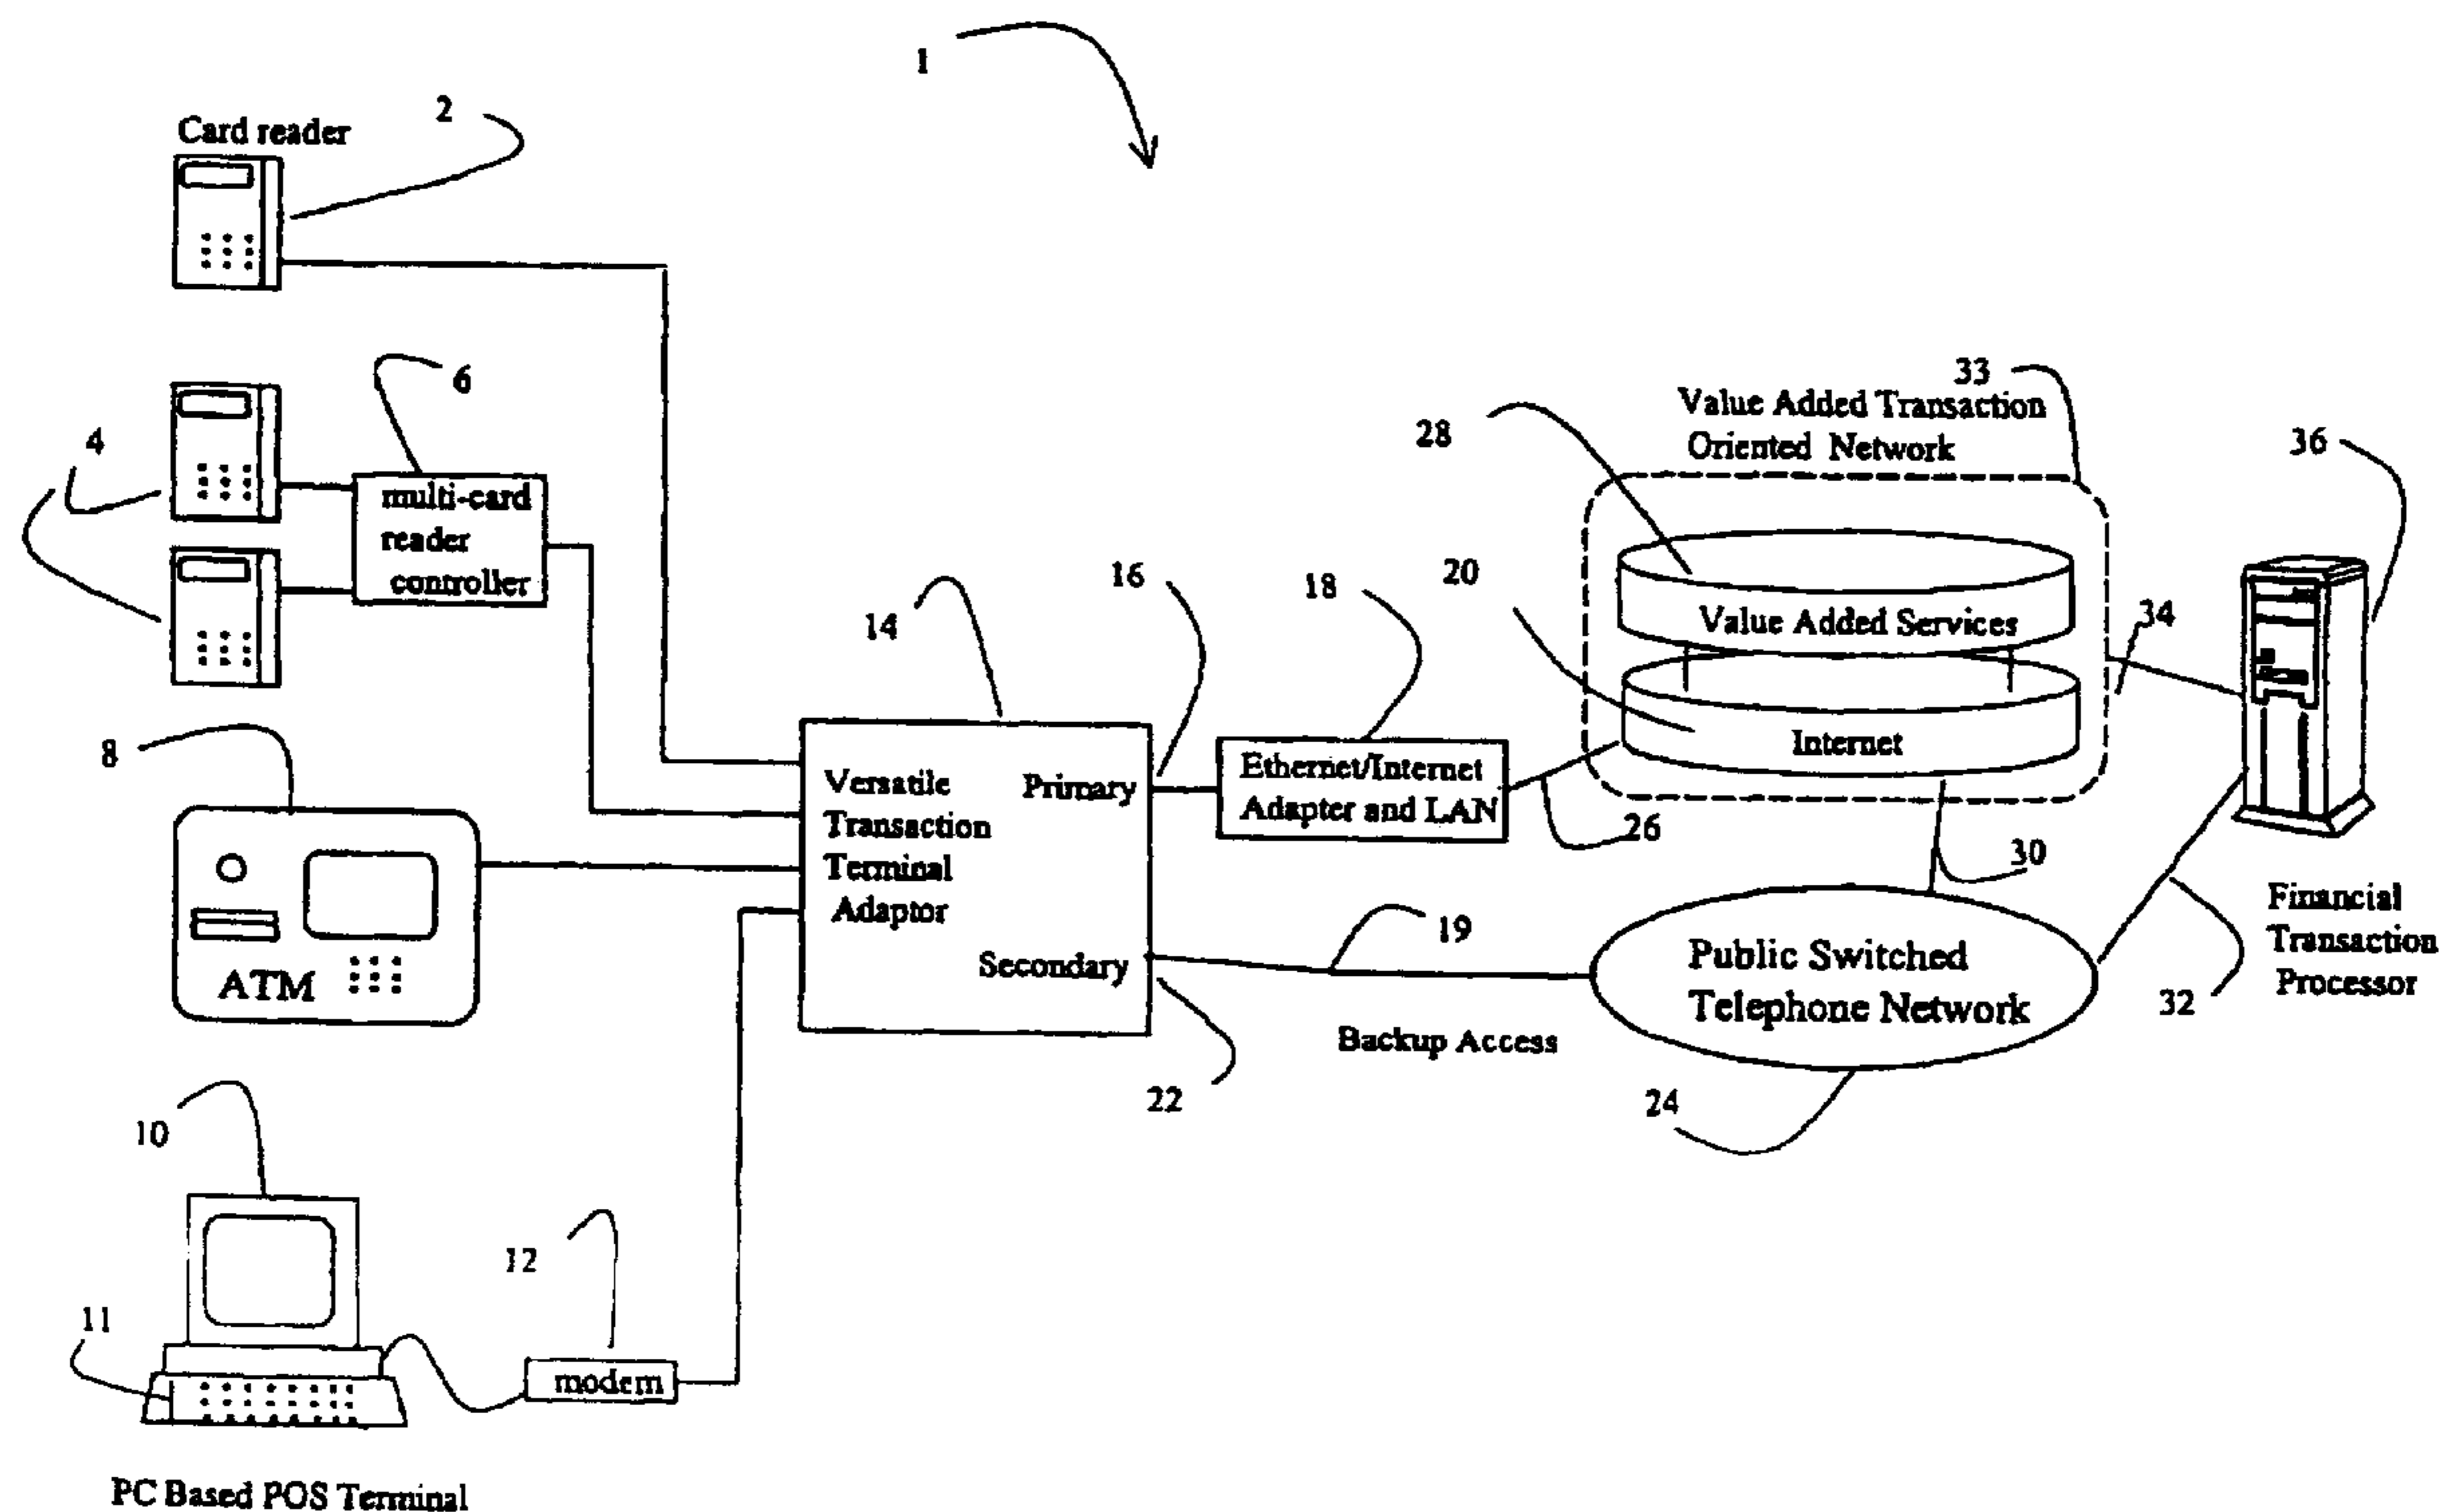 1
Card reader
2
4
6
multi-card
reader
controller
8
ATM
10
11
12
modem
PC Based POS Terminal
14
Versatile
Transaction
Terminal
Adaptor
Primary
Secondary
16
18
Ethernet/Internet
Adapter and LAN
19
22
Backup Access
26
33
Value Added Transaction
Oriented Network
28
20
Value Added Services
Internet
30
Public Switched
Telephone Network
24
34
36
32
Financial
Transaction
Processor